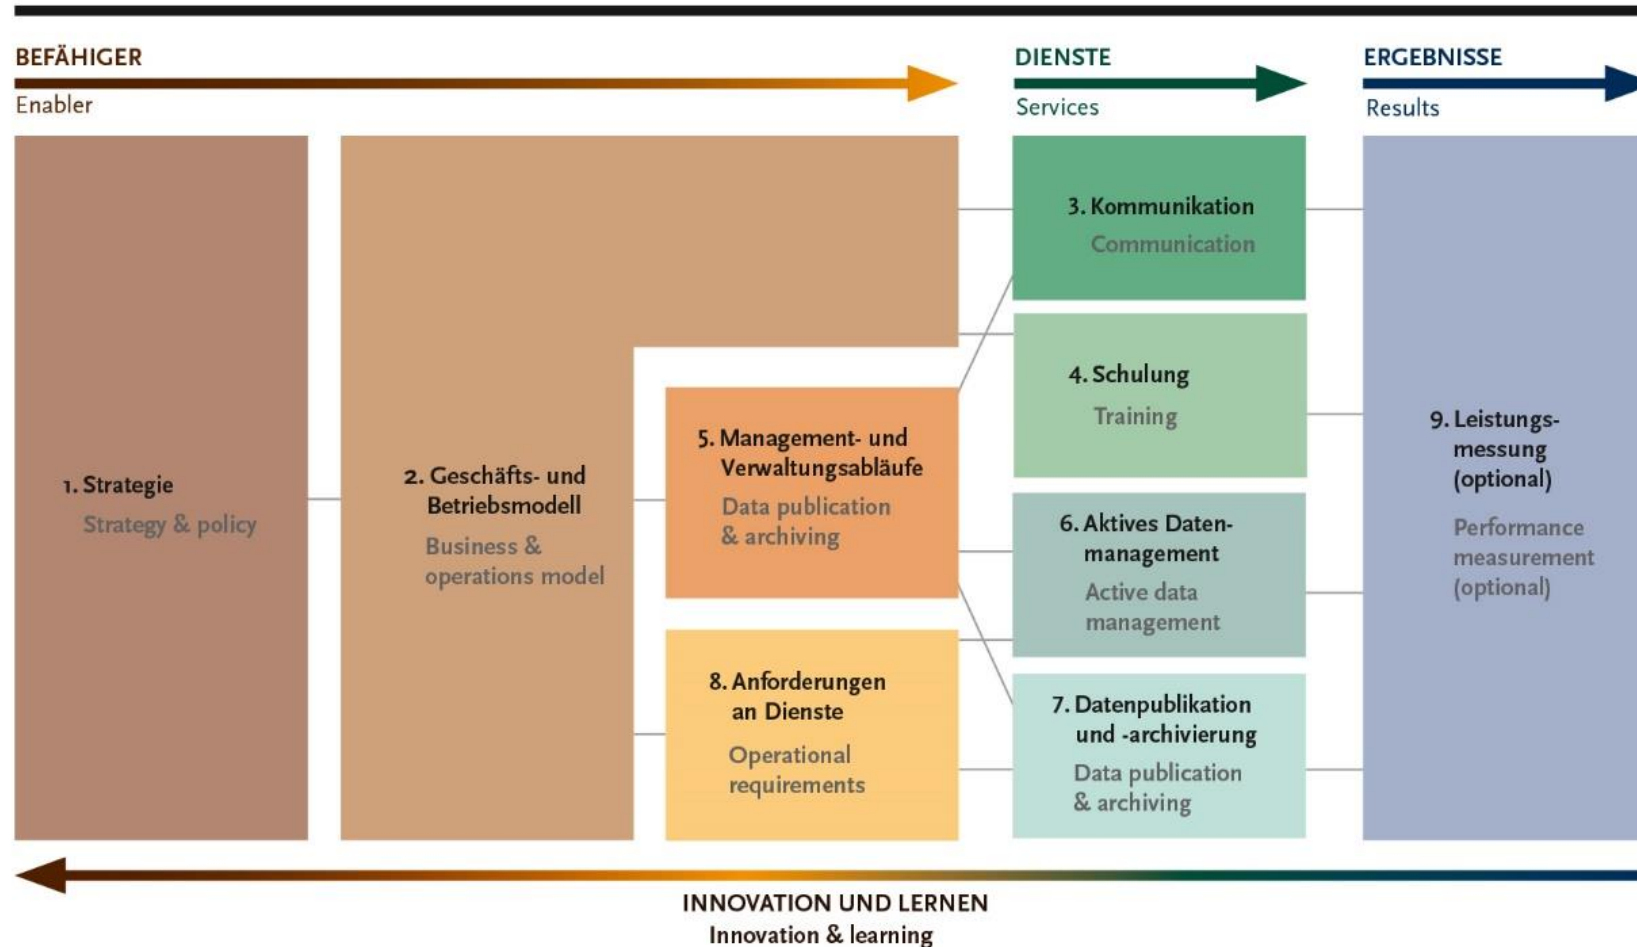 BEFÄHIGER
Enabler
DIENSTE
Services
ERGEBNISSE
Results
1. Strategie
Strategy & policy
2. Geschäfts- und
Betriebsmodell
Business &
operations model
5. Management- und
Verwaltungsabläufe
Data publication
& archiving
8. Anforderungen
an Dienste
Operational
requirements
3. Kommunikation
Communication
4. Schulung
Training
6. Aktives Daten-
management
Active data
management
7. Datenpublikation
und -archivierung
Data publication
& archiving
9. Leistungs-
messung
(optional)
Performance
measurement
(optional)
INNOVATION UND LERNEN
Innovation & learning